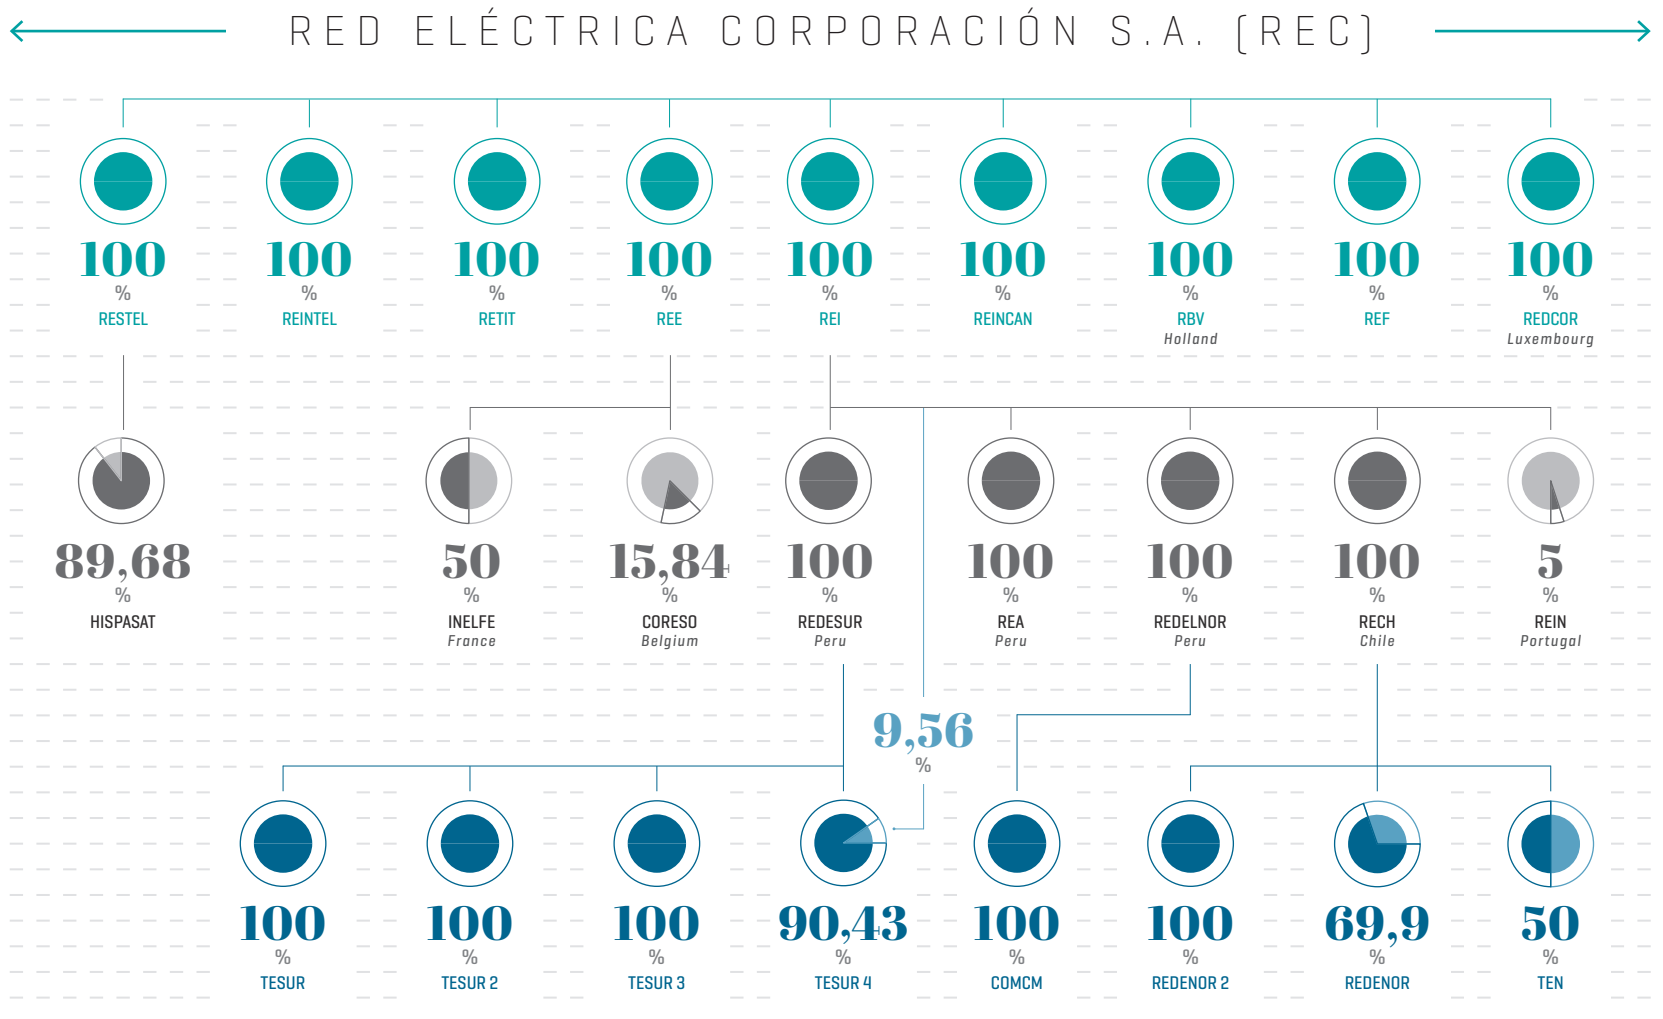 RED ELÉCTRICA CORPORACIÓN S.A. (REC)
100 100 100 100 100 100 100 100 100
% % % % % % % % %
RESTEL REINTEL RETIT REE REI REINCAN RBV REF REDCOR
Holland Luxembourg
89,68 50 15,84 100 100 100 100 5
% % % % % % % %
HISPASAT INELFE CORESO REDESUR REA REDELNOR RECH REIN
France Belgium Peru Peru Peru Chile Portugal
9,56
%
100 100 100 90,43 100 100 69,9 50
% % % % % % % %
TESUR TESUR 2 TESUR 3 TESUR 4 COMCM REDENOR 2 REDENOR TEN